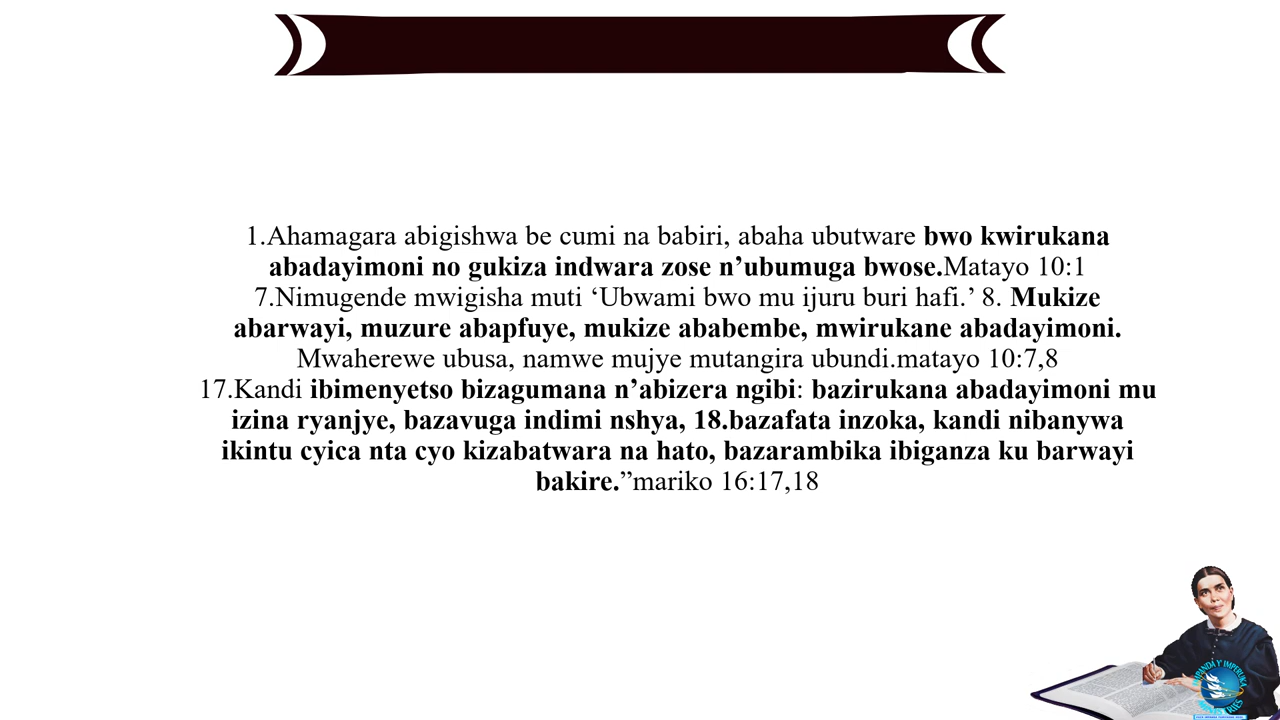 1.Ahamagara abigishwa be cumi na babiri, abaha ubutware bwo kwirukana
abadayimoni no gukiza indwara zose n’ubumuga bwose.Matayo 10:1
7.Nimugende mwigisha muti ‘Ubwami bwo mu ijuru buri hafi.’ 8. Mukize
abarwayi, muzure abapfuye, mukize ababembe, mwirukane abadayimoni.
Mwaherewe ubusa, namwe mujye mutangira ubundi.matayo 10:7,8
17.Kandi ibimenyetso bizagumana n’abizera ngibi: bazirukana abadayimoni mu
izina ryanjye, bazavuga indimi nshya, 18.bazafata inzoka, kandi nibanywa
ikintu cyica nta cyo kizabatwara na hato, bazarambika ibiganza ku barwayi
bakire.”mariko 16:17,18